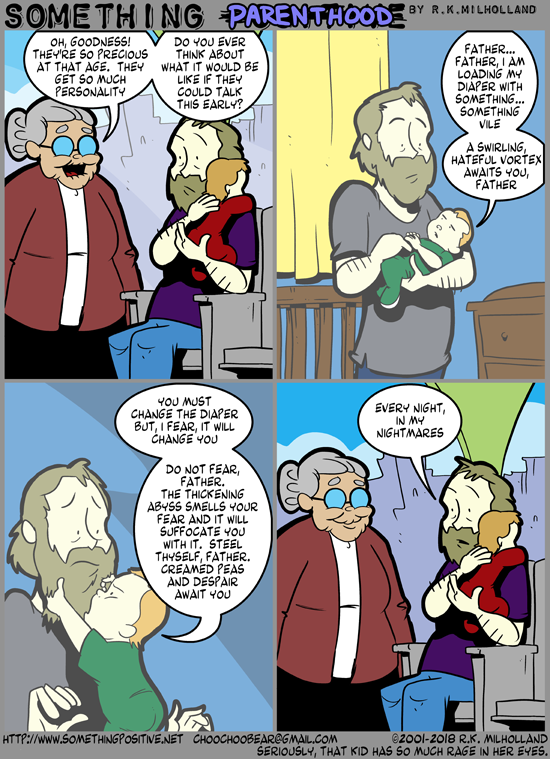 SOMETHING PARENTHOOD BY R.K.MILHOLLAND
OH, GOODNESS!
THEY'RE SO PRECIOUS
AT THAT AGE. THEY
GET SO MUCH
PERSONALITY
DO YOU EVER
THINK ABOUT
WHAT IT WOULD BE
LIKE IF THEY
COULD TALK
THIS EARLY?
FATHER...
FATHER, I AM
LOADING MY
DIAPER WITH
SOMETHING...
SOMETHING
VILE
A SWIRLING,
HATEFUL VORTEX
AWAITS YOU,
FATHER
YOU MUST
CHANGE THE DIAPER
BUT, I FEAR, IT WILL
CHANGE YOU
DO NOT FEAR,
FATHER.
THE THICKENING
ABYSS SMELLS YOUR
FEAR AND IT WILL
SUFFOCATE YOU
WITH IT. STEEL
THYSELF, FATHER.
CREAMED PEAS
AND DESPAIR
AWAIT YOU
EVERY NIGHT,
IN MY
NIGHTMARES
HTTP://WWW.SOMETHINGPOSITIVE.NET CHOOCHOOBEAR@GMAIL.COM ©2001-2018 R.K. MILHOLLAND
SERIOUSLY, THAT KID HAS SO MUCH RAGE IN HER EYES.